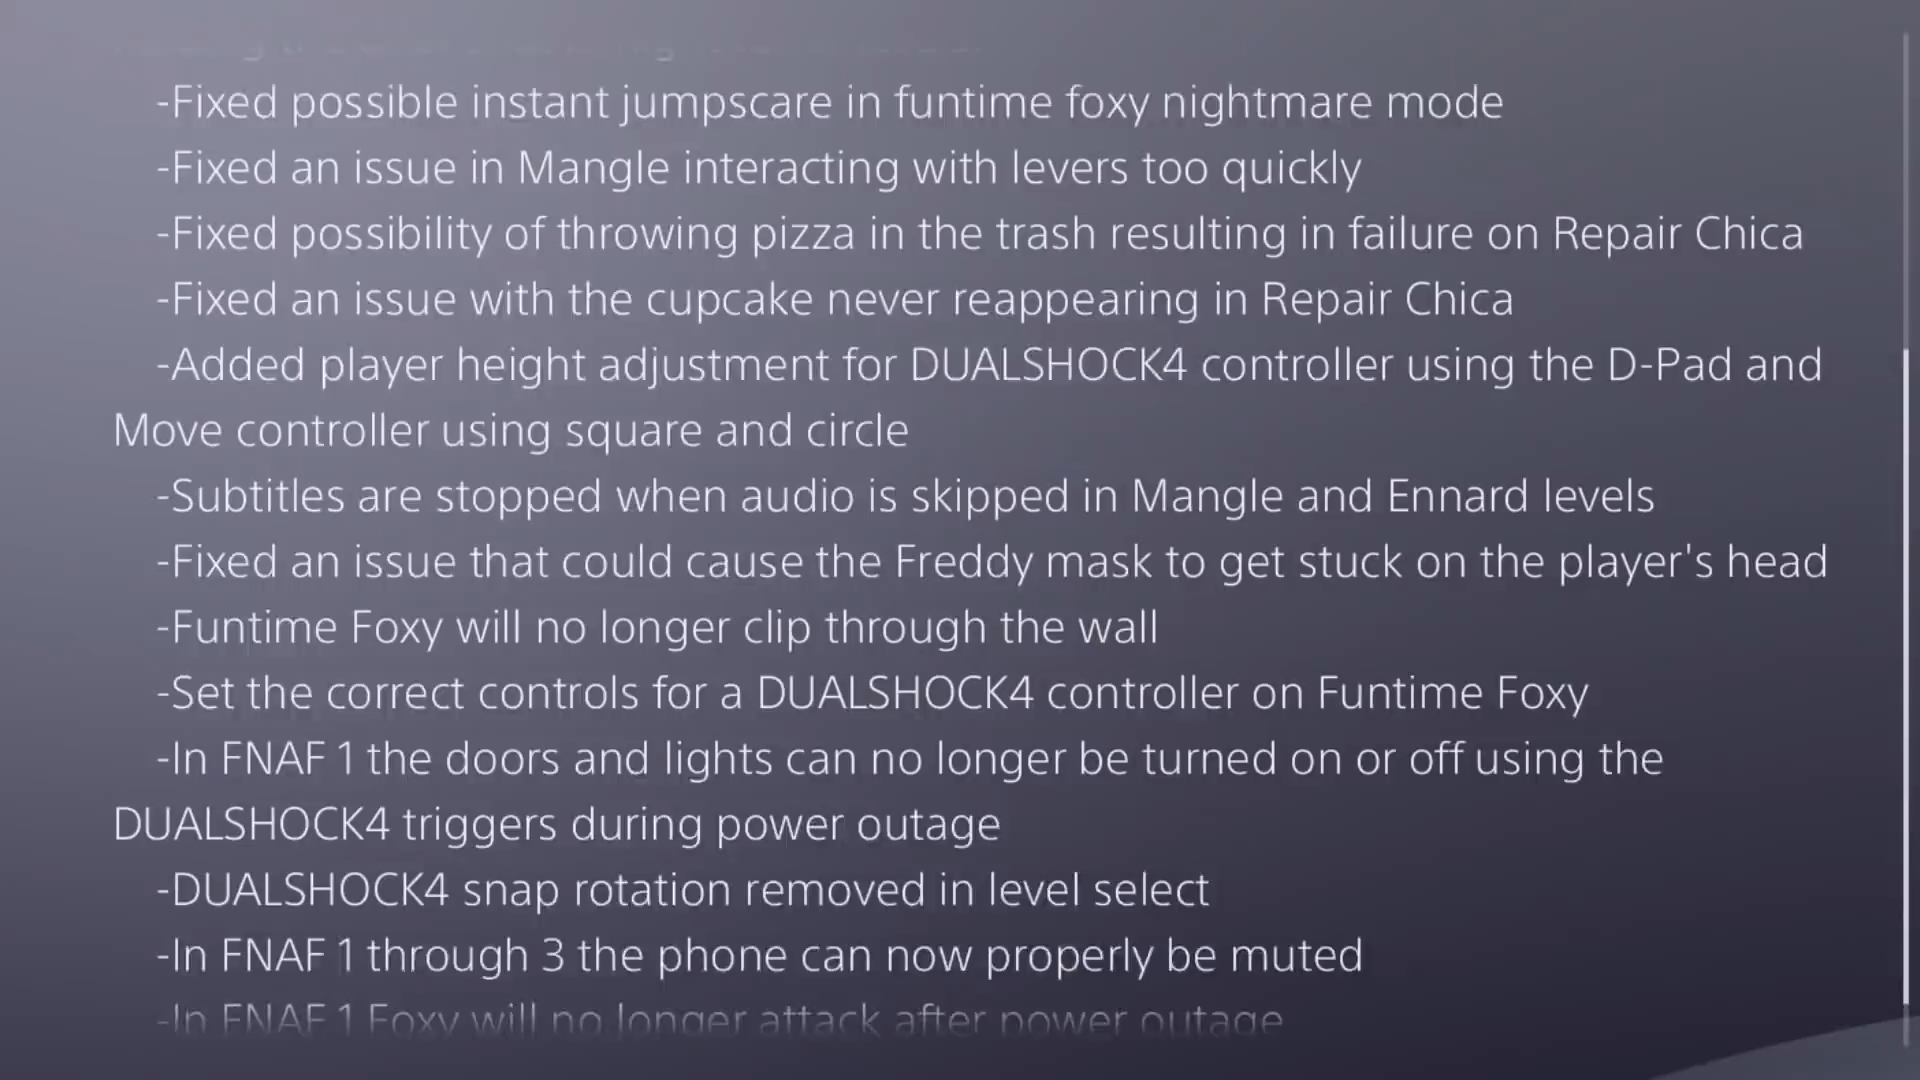 -Fixed possible instant jumpscare in funtime foxy nightmare mode
-Fixed an issue in Mangle interacting with levers too quickly
-Fixed possibility of throwing pizza in the trash resulting in failure on Repair Chica
-Fixed an issue with the cupcake never reappearing in Repair Chica
-Added player height adjustment for DUALSHOCK4 controller using the D-Pad and
Move controller using square and circle
-Subtitles are stopped when audio is skipped in Mangle and Ennard levels
-Fixed an issue that could cause the Freddy mask to get stuck on the player's head
-Funtime Foxy will no longer clip through the wall
-Set the correct controls for a DUALSHOCK4 controller on Funtime Foxy
-In FNAF 1 the doors and lights can no longer be turned on or off using the
DUALSHOCK4 triggers during power outage
-DUALSHOCK4 snap rotation removed in level select
-In FNAF 1 through 3 the phone can now properly be muted
-In FNAF 1 Foxy will no longer attack after power outage